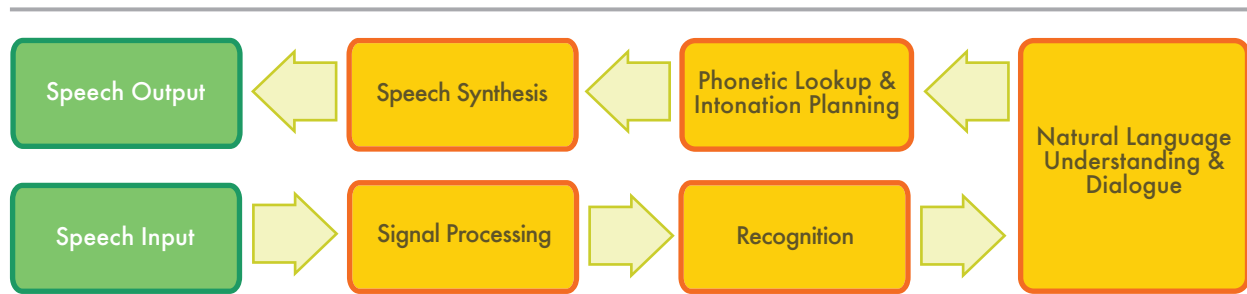 Speech Output
Speech Synthesis
Phonetic Lookup &
Intonation Planning
Natural Language
Understanding &
Dialogue
Speech Input
Signal Processing
Recognition